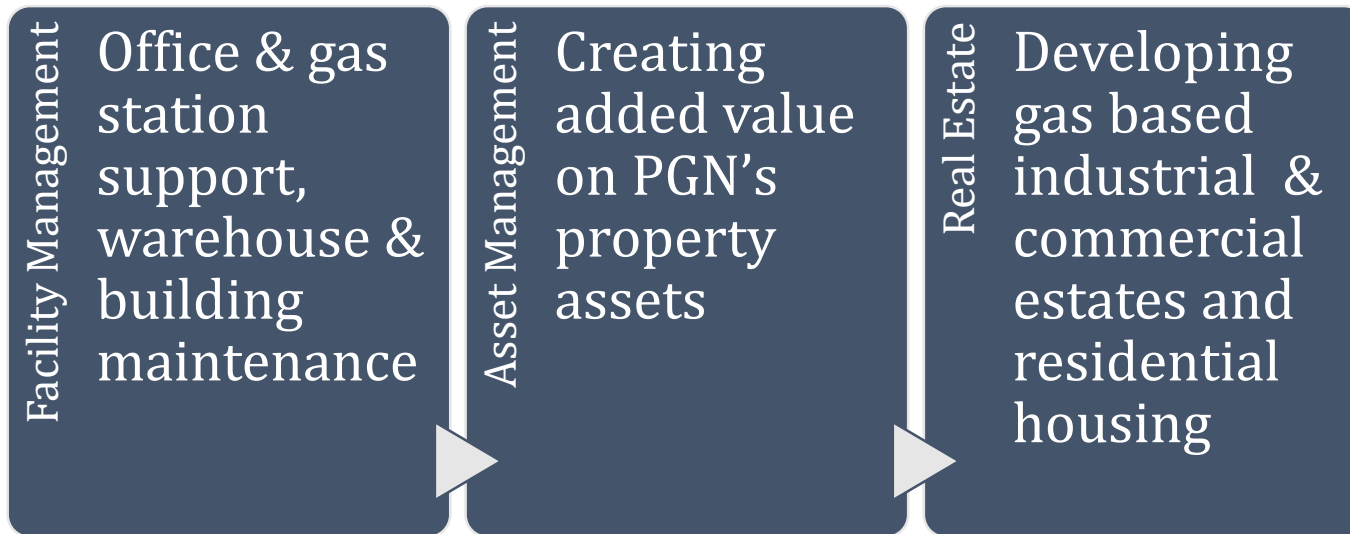 Facility Management
Office & gas
station
support,
warehouse &
building
maintenance
Asset Management
Creating
added value
on PGN’s
property
assets
Real Estate
Developing
gas based
industrial  &
commercial
estates and
residential
housing